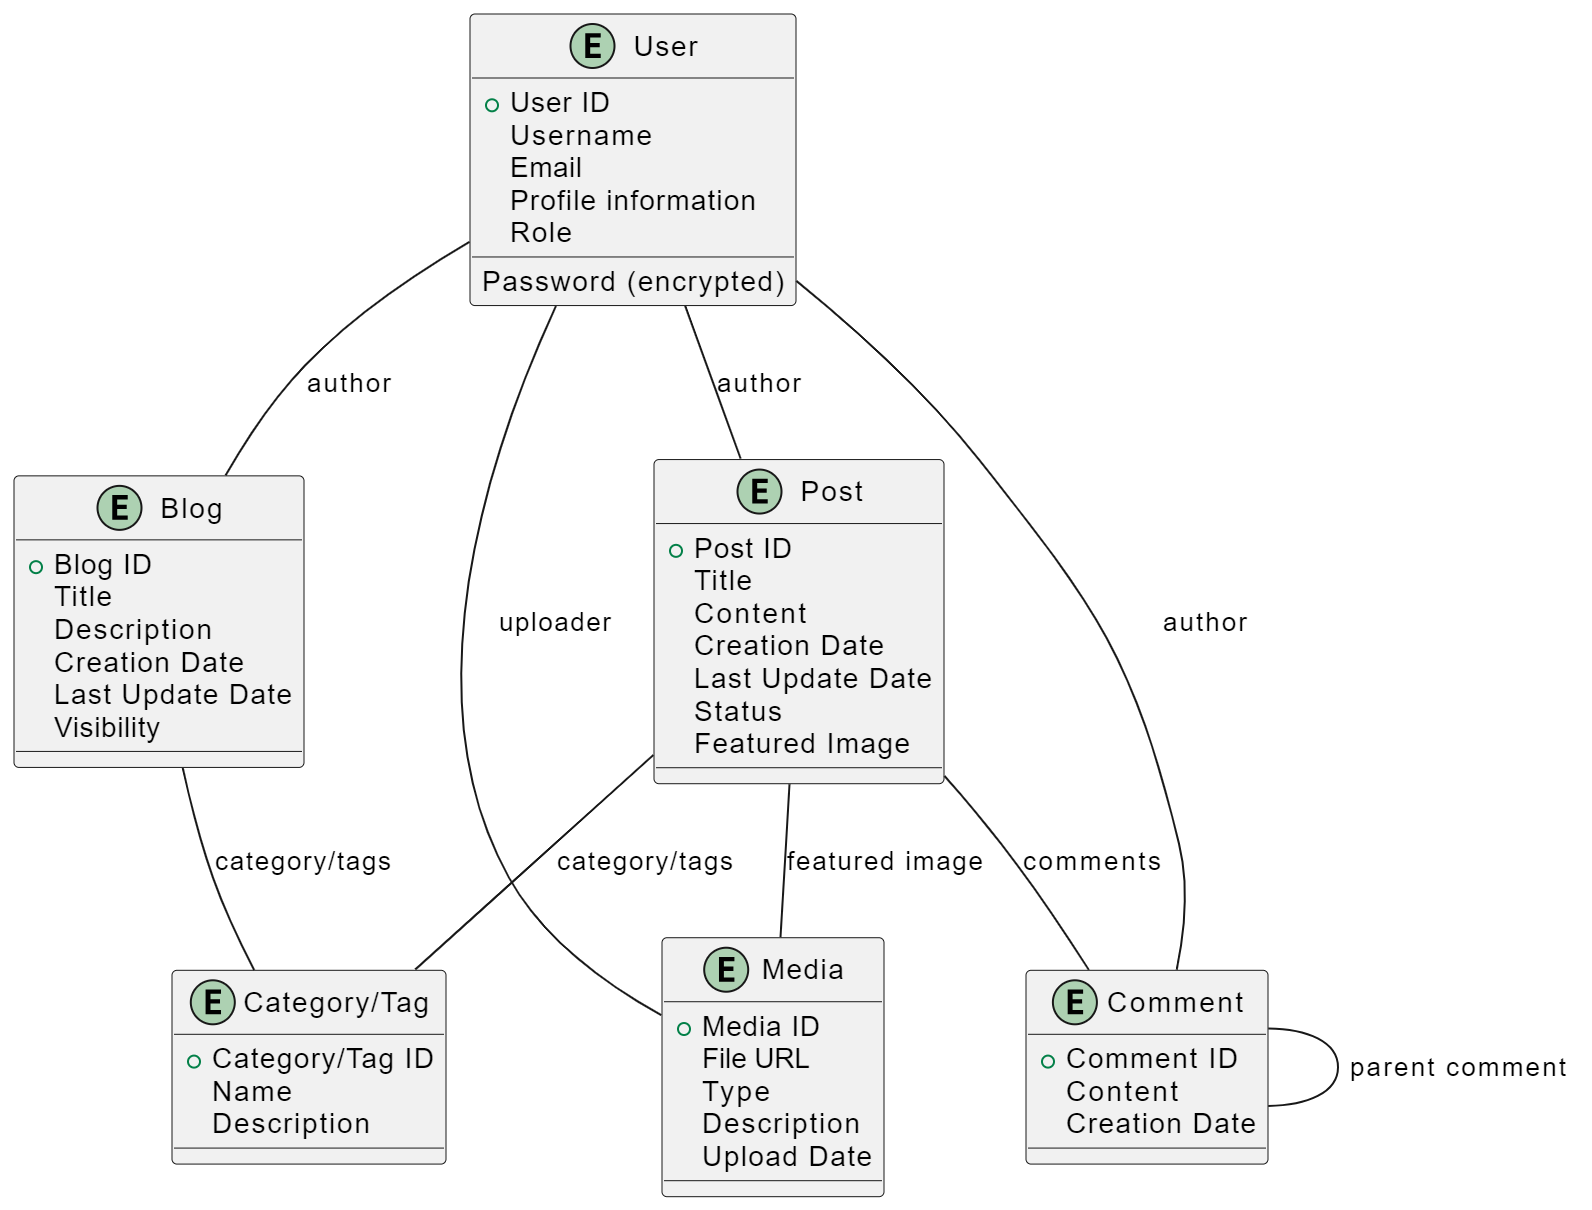 E User
User ID
Username
Email
Profile information
Role
Password (encrypted)
author
author
E Blog
Blog ID
Title
Description
Creation Date
Last Update Date
Visibility
uploader
E Post
Post ID
Title
Content
Creation Date
Last Update Date
Status
Featured Image
author
category/tags
category/tags
featured image
comments
E Category/Tag
Category/Tag ID
Name
Description
E Media
Media ID
File URL
Type
Description
Upload Date
E Comment
Comment ID
Content
Creation Date
parent comment